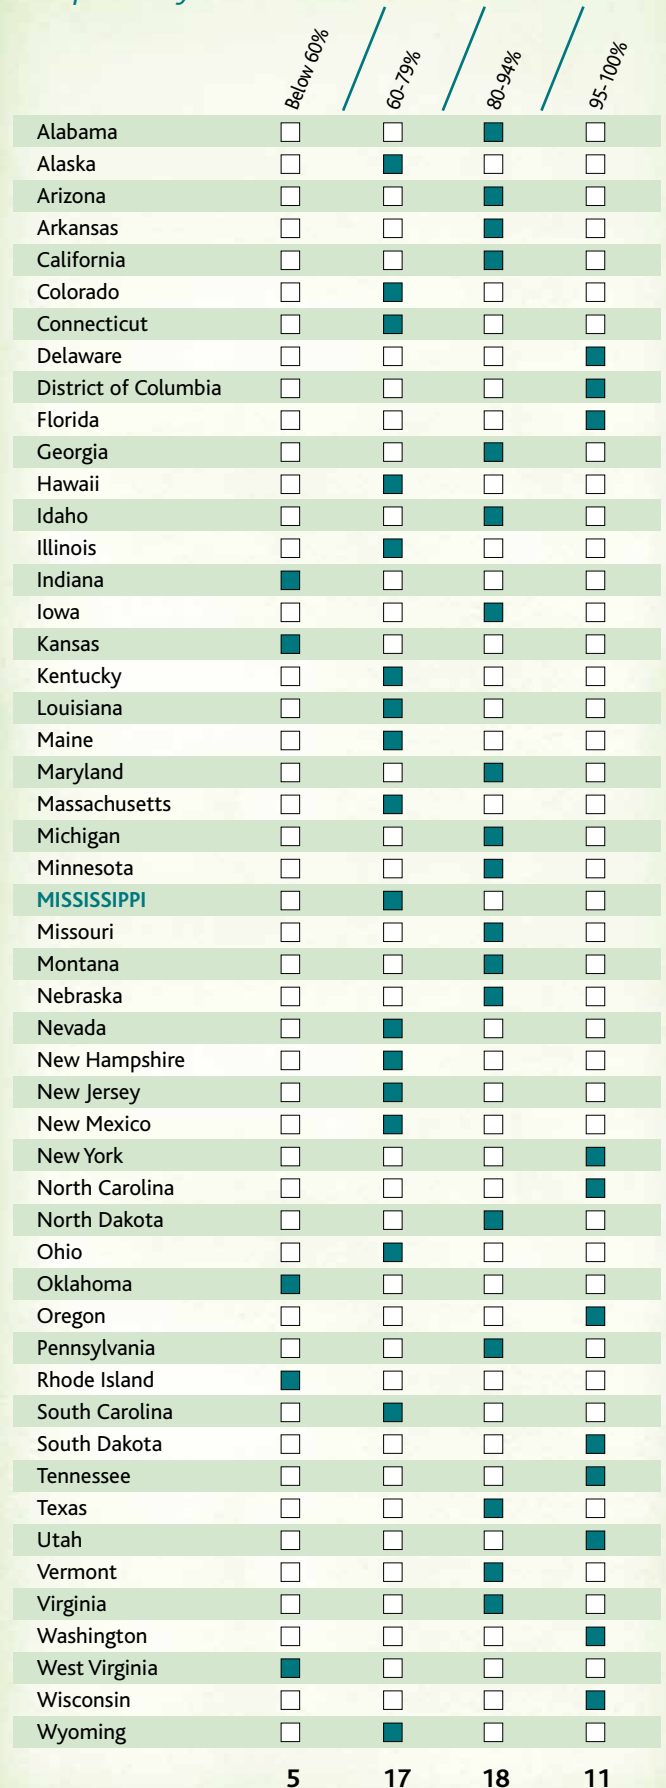 Below 60%
60-79%
80-94%
95-100%
Alabama
Alaska
Arizona
Arkansas
California
Colorado
Connecticut
Delaware
District of Columbia
Florida
Georgia
Hawaii
Idaho
Illinois
Indiana
Iowa
Kansas
Kentucky
Louisiana
Maine
Maryland
Massachusetts
Michigan
Minnesota
MISSISSIPPI
Missouri
Montana
Nebraska
Nevada
New Hampshire
New Jersey
New Mexico
New York
North Carolina
North Dakota
Ohio
Oklahoma
Oregon
Pennsylvania
Rhode Island
South Carolina
South Dakota
Tennessee
Texas
Utah
Vermont
Virginia
Washington
West Virginia
Wisconsin
Wyoming
5 17 18 11